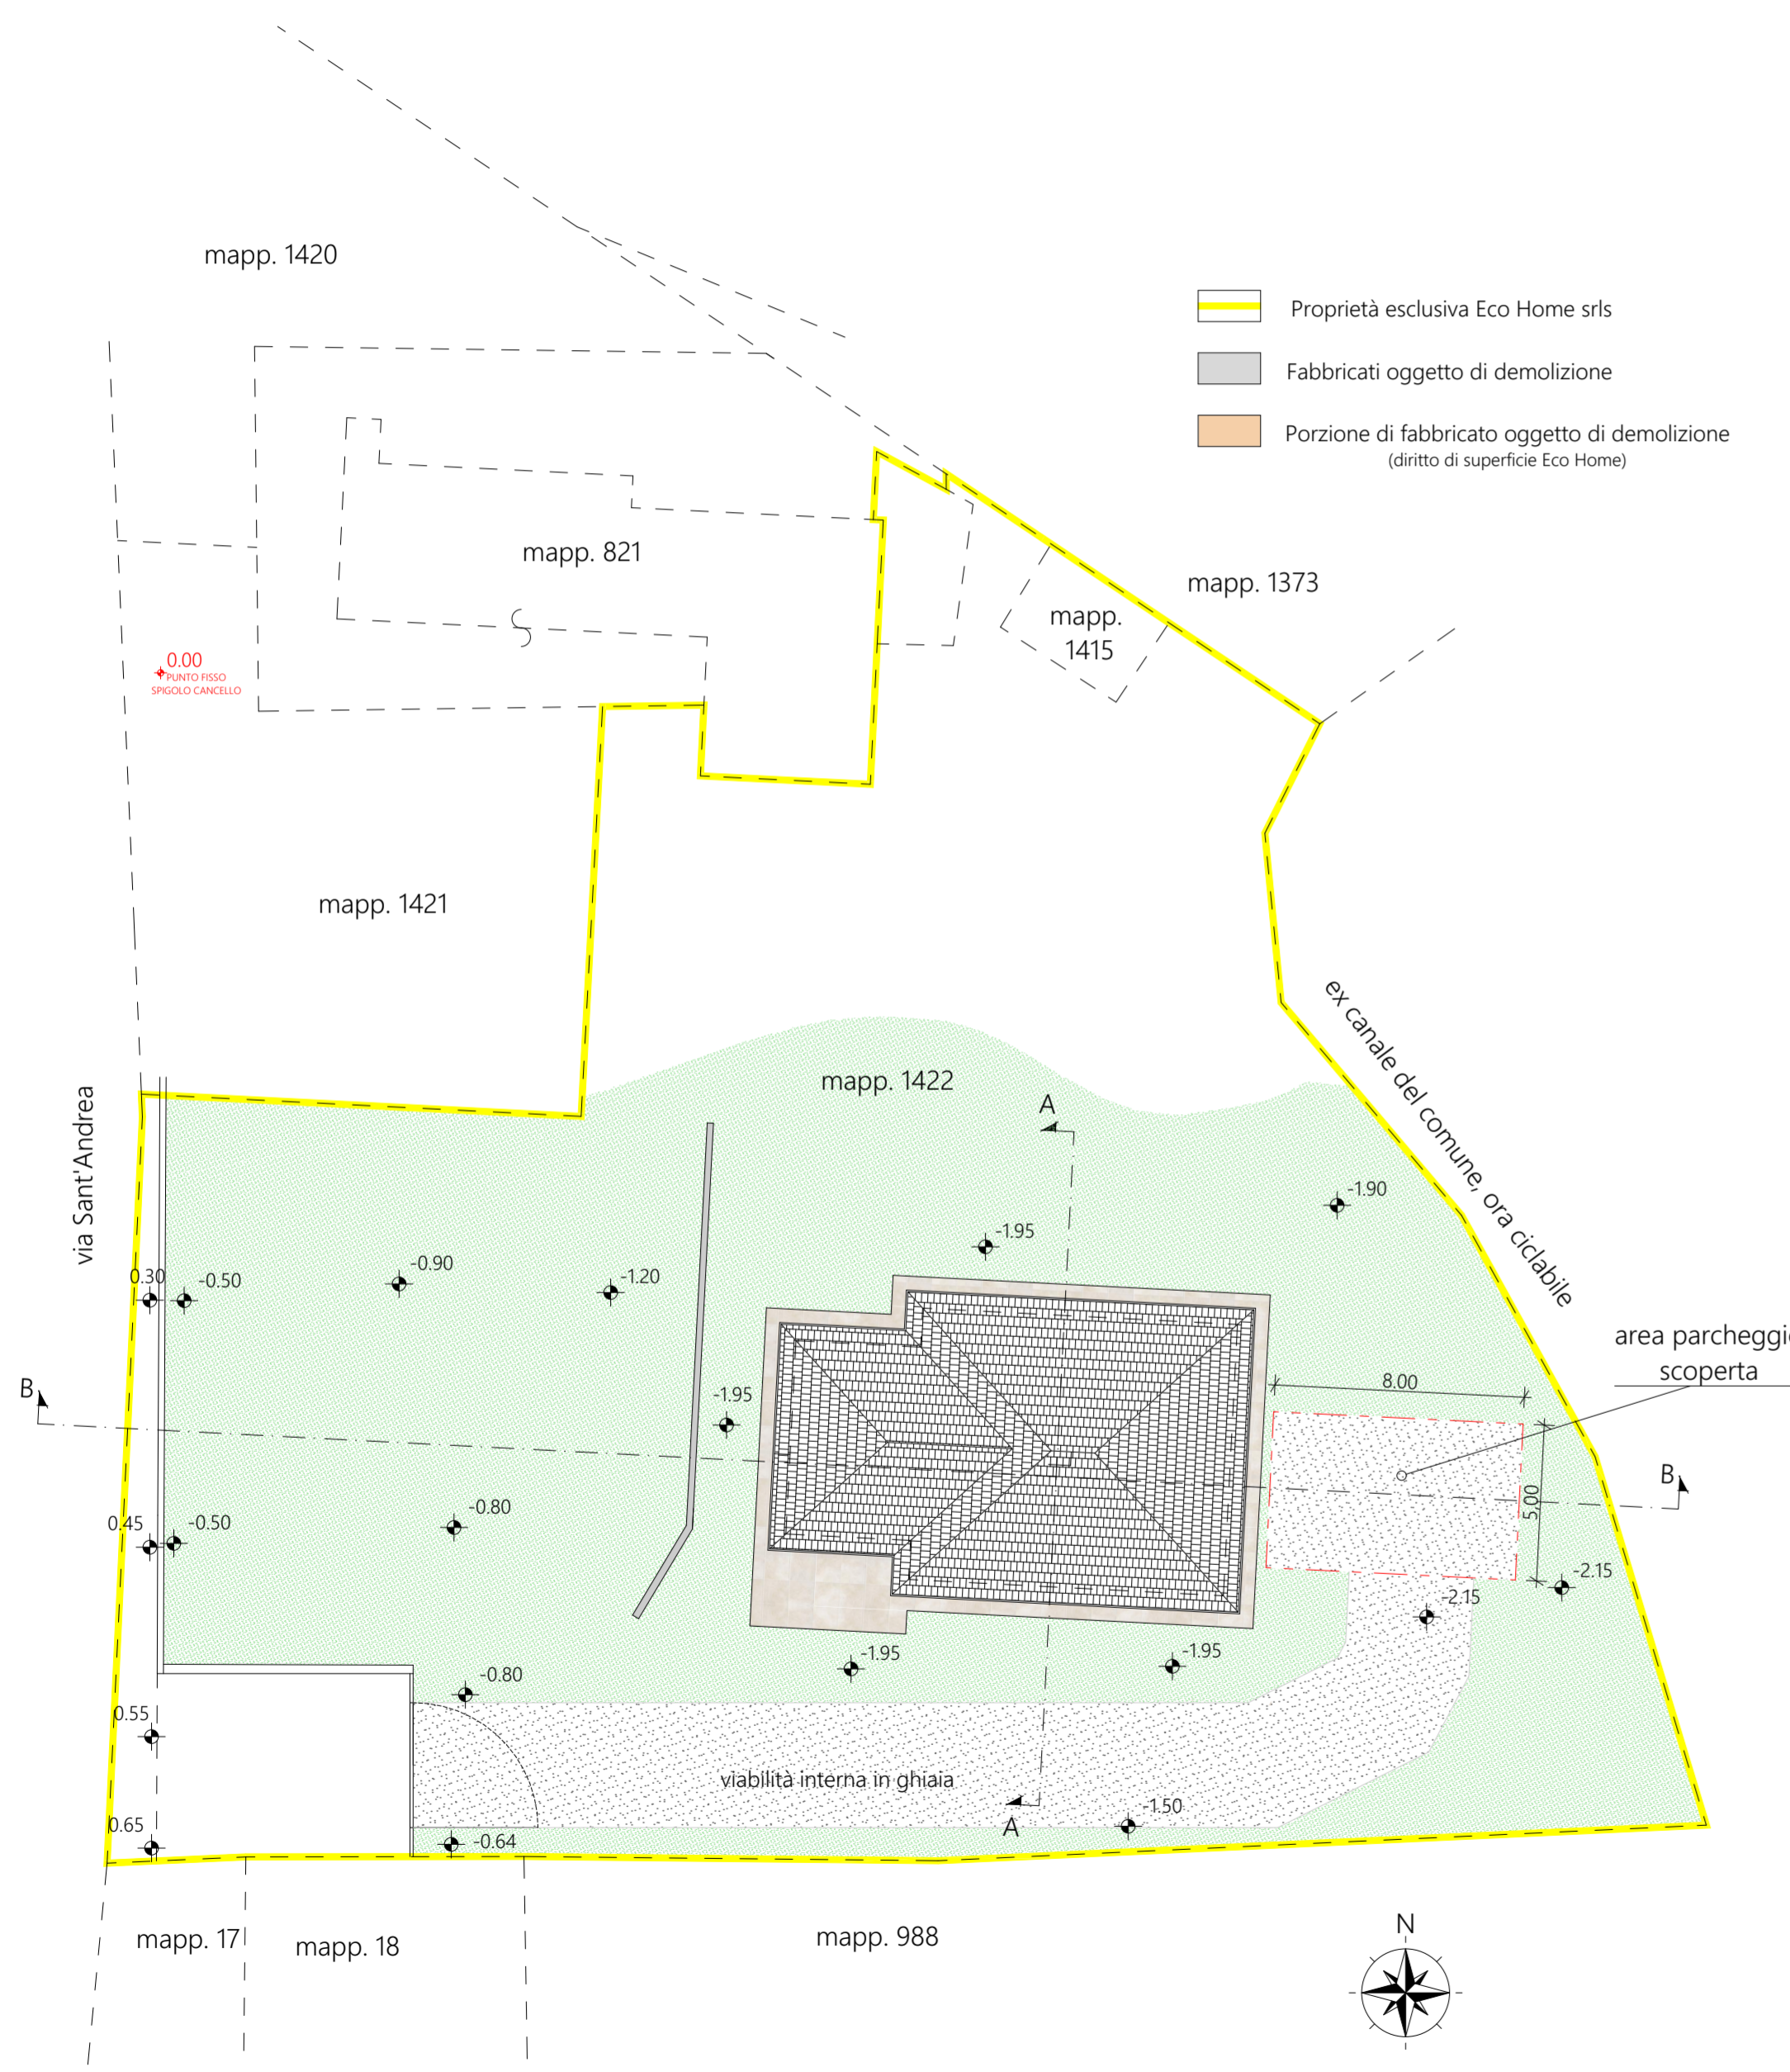 mapp. 1420
Proprietà esclusiva Eco Home srls
Fabbricati oggetto di demolizione
Porzione di fabbricato oggetto di demolizione
(diritto di superficie Eco Home)
mapp. 821
mapp. 1373
mapp.
1415
0.00
PUNTO FISSO
SPIGOLO CANCELLO
mapp. 1421
ex canale del comune, ora ciclabile
mapp. 1422
via Sant'Andrea
A
-1.90
-1.95
0.30
-0.50
-0.90
-1.20
area parcheggio
scoperta
B
8.00
-1.95
B
5.00
0.45
-0.50
-0.80
-2.15
-2.15
-1.95
-1.95
-0.80
0.55
viabilità interna in ghiaia
-1.50
A
0.65
-0.64
mapp. 17
mapp. 18
mapp. 988
N